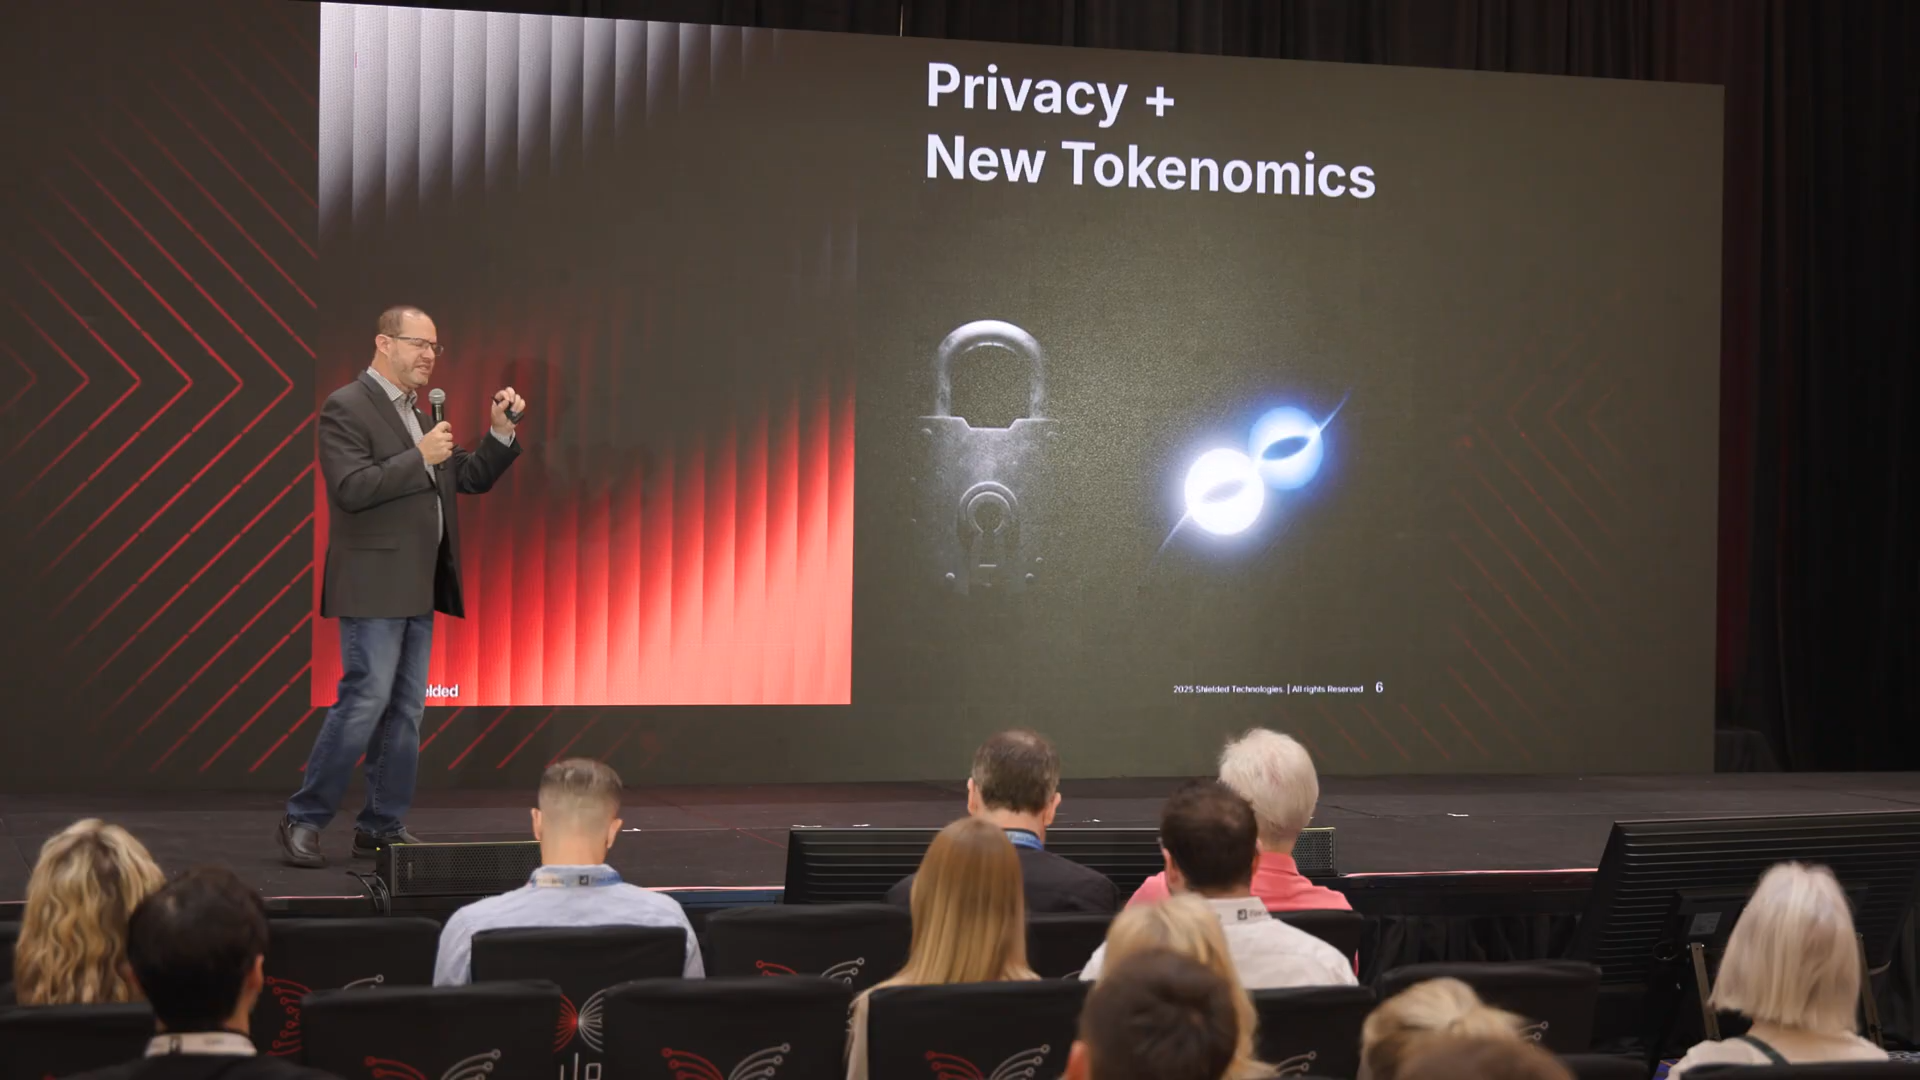 Privacy +
New Tokenomics
elded
2025 Shielded Technologies. | All rights Reserved 6